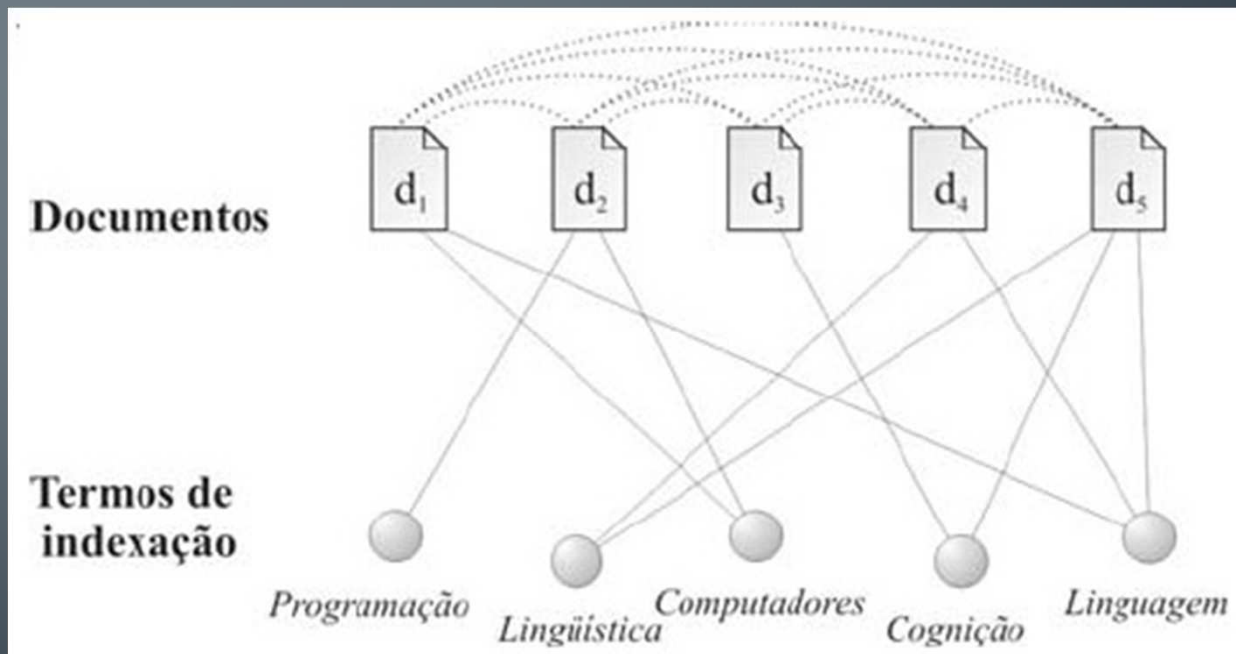 d₁ d₂ d₃ d₄ d₅
Documentos
Termos de
indexação
Programação
Lingüística
Computadores
Cognição
Linguagem